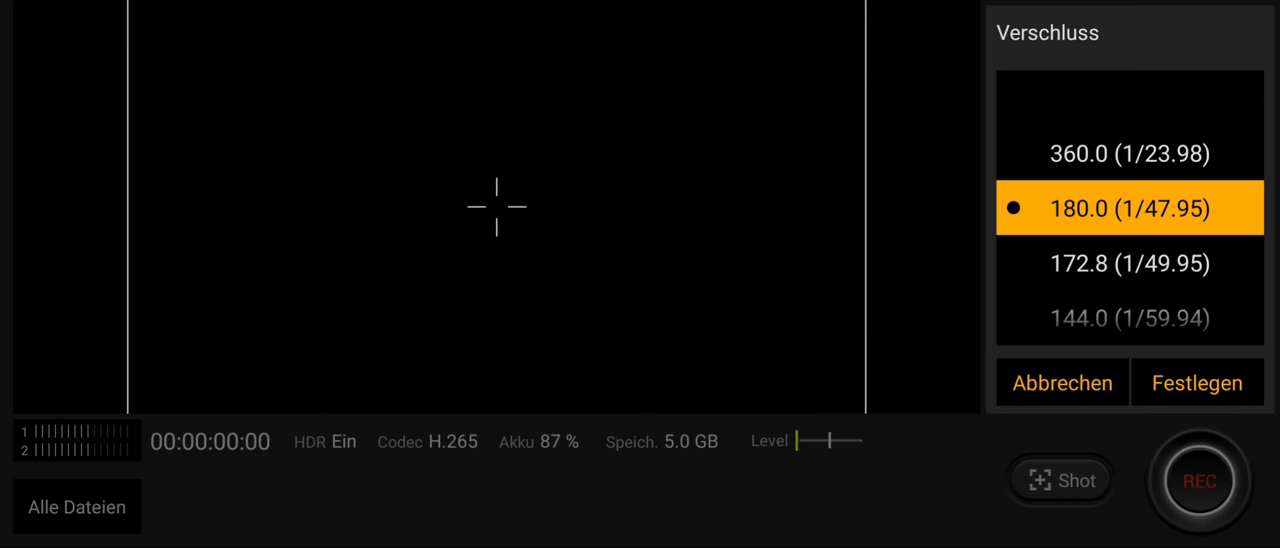 Verschluss
360.0 (1/23.98)
180.0 (1/47.95)
172.8 (1/49.95)
144.0 (1/59.94)
Abbrechen Festlegen
1
2
00:00:00:00 HDR Ein Codec H.265 Akku 87 % Speich. 5.0 GB Level
Shot
REC
Alle Dateien